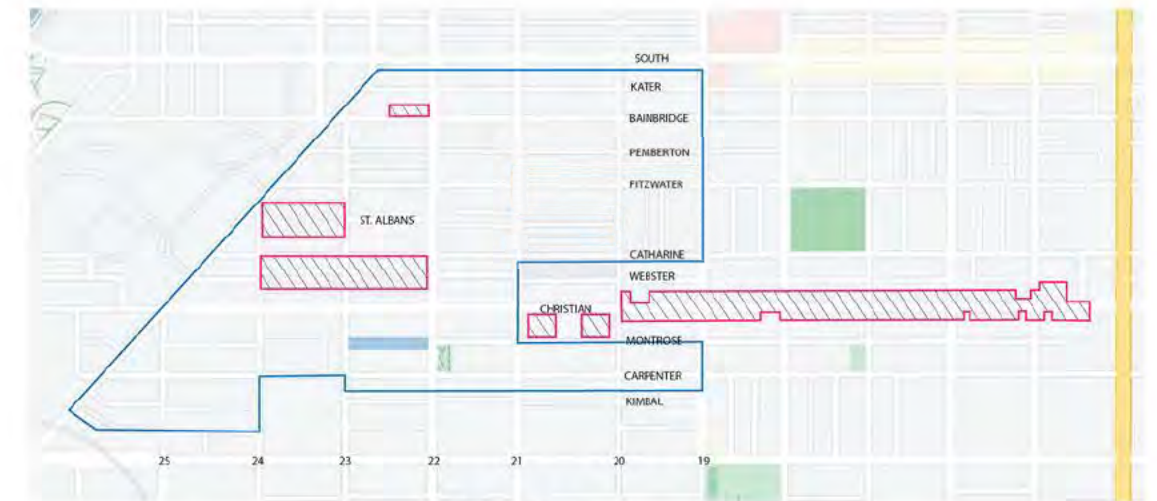 SOUTH
KATER
BAINBRIDGE
PEMBERTON
FITZWATER
ST. ALBANS
CATHARINE
WEBSTER
CHRISTIAN
MONTROSE
CARPENTER
KIMBAL
25 24 23 22 21 20 19